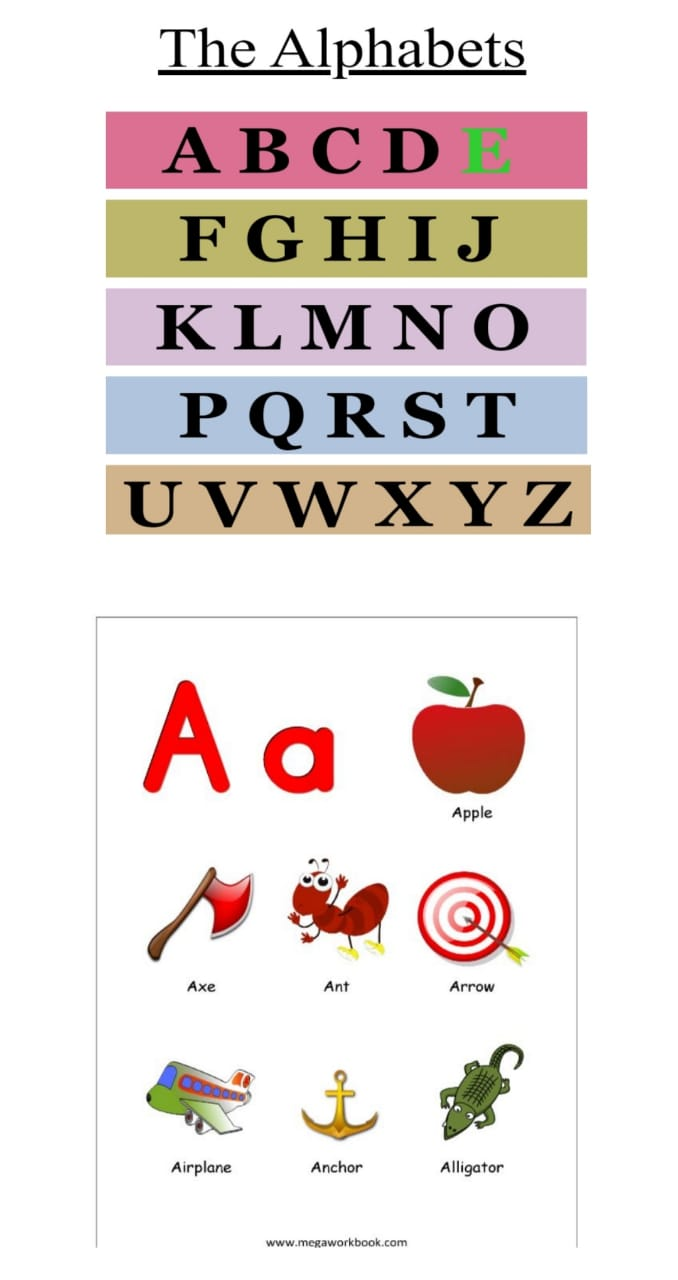 The Alphabets
A B C D E
F G H I J
K L M N O
P Q R S T
U V W X Y Z
A a
Apple
Axe Ant Arrow
Airplane Anchor Alligator
www.megaworkbook.com